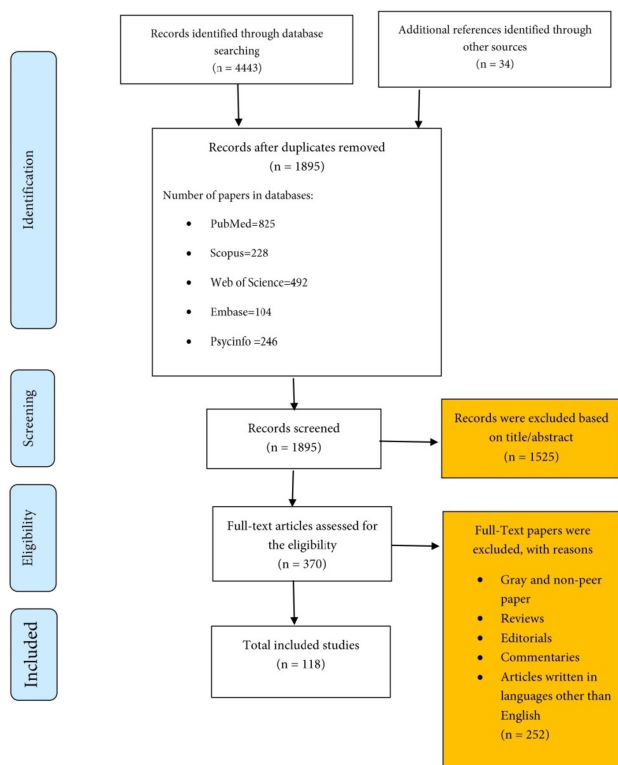 Records identified through database
searching
(n = 4443)
Additional references identified through
other sources
(n = 34)
Identification
Records after duplicates removed
(n = 1895)
Number of papers in databases:
• PubMed=825
• Scopus=228
• Web of Science=492
• Embase=104
• Psycinfo =246
Screening
Records screened
(n = 1895)
Records were excluded based
on title/abstract
(n = 1525)
Eligibility
Full-text articles assessed for
the eligibility
(n = 370)
Full-Text papers were
excluded, with reasons
• Gray and non-peer
paper
• Reviews
• Editorials
• Commentaries
• Articles written in
languages other than
English
(n = 252)
Included
Total included studies
(n = 118)